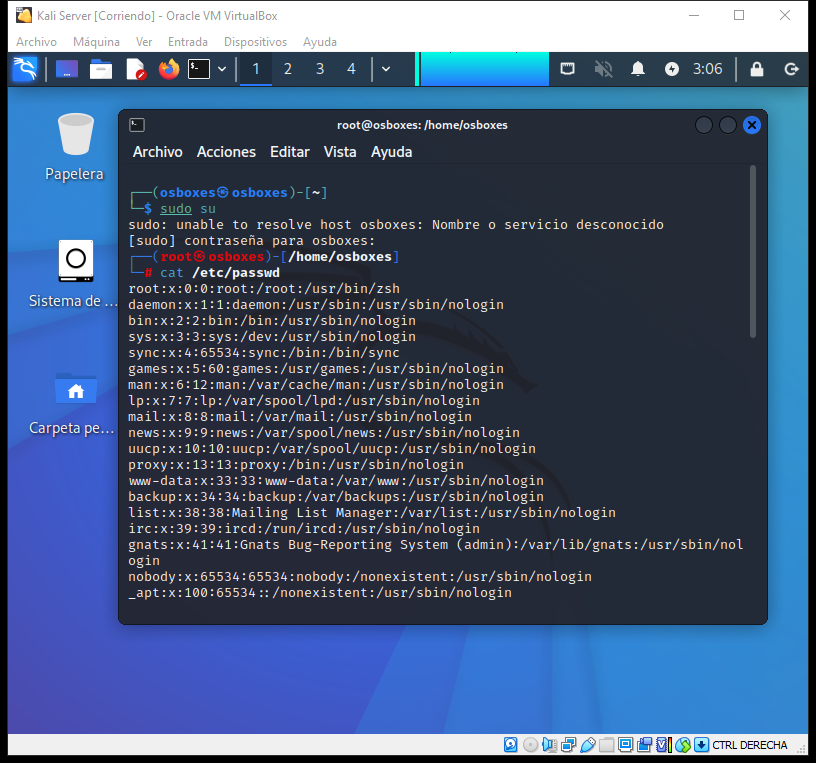 Kali Server [Corriendo] - Oracle VM VirtualBox
Archivo Máquina Ver Entrada Dispositivos Ayuda
1 2 3 4 3:06
Papelera
Sistema de ...
Carpeta pe...
root@osboxes: /home/osboxes
Archivo Acciones Editar Vista Ayuda
┌──(osboxes㉿osboxes)-[~]
└─$ sudo su
sudo: unable to resolve host osboxes: Nombre o servicio desconocido
[sudo] contraseña para osboxes:
┌──(root㉿osboxes)-[/home/osboxes]
└─# cat /etc/passwd
root:x:0:0:root:/root:/usr/bin/zsh
daemon:x:1:1:daemon:/usr/sbin:/usr/sbin/nologin
bin:x:2:2:bin:/bin:/usr/sbin/nologin
sys:x:3:3:sys:/dev:/usr/sbin/nologin
sync:x:4:65534:sync:/bin:/bin/sync
games:x:5:60:games:/usr/games:/usr/sbin/nologin
man:x:6:12:man:/var/cache/man:/usr/sbin/nologin
lp:x:7:7:lp:/var/spool/lpd:/usr/sbin/nologin
mail:x:8:8:mail:/var/mail:/usr/sbin/nologin
news:x:9:9:news:/var/spool/news:/usr/sbin/nologin
uucp:x:10:10:uucp:/var/spool/uucp:/usr/sbin/nologin
proxy:x:13:13:proxy:/bin:/usr/sbin/nologin
www-data:x:33:33:www-data:/var/www:/usr/sbin/nologin
backup:x:34:34:backup:/var/backups:/usr/sbin/nologin
list:x:38:38:Mailing List Manager:/var/list:/usr/sbin/nologin
irc:x:39:39:ircd:/run/ircd:/usr/sbin/nologin
gnats:x:41:41:Gnats Bug-Reporting System (admin):/var/lib/gnats:/usr/sbin/nol
ogin
nobody:x:65534:65534:nobody:/nonexistent:/usr/sbin/nologin
_apt:x:100:65534::/nonexistent:/usr/sbin/nologin
CTRL DERECHA